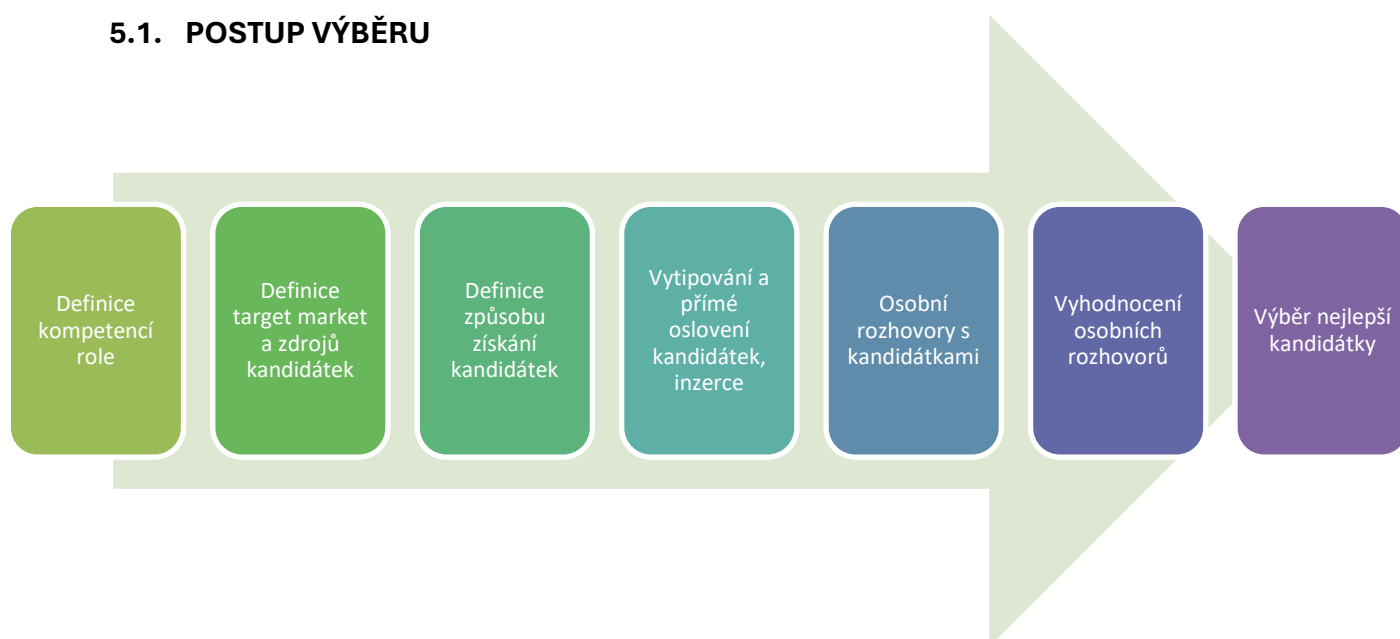 5.1. POSTUP VÝBĚRU
Definice
kompetencí
role
Definice
target market
a zdrojů
kandidátek
Definice
způsobu
získání
kandidátek
Vytipování a
přímé
oslovení
kandidátek,
inzerce
Osobní
rozhovory s
kandidátkami
Vyhodnocení
osobních
rozhovorů
Výběr nejlepší
kandidátky